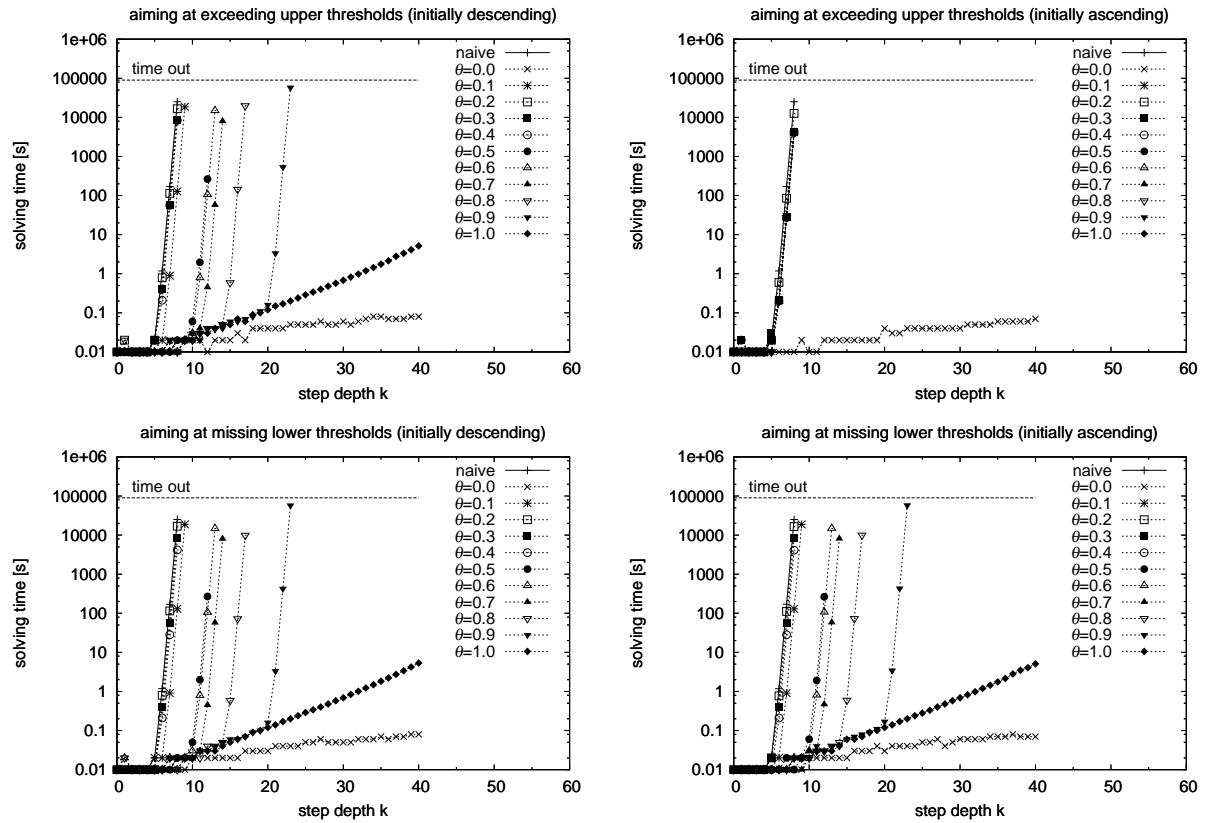 aiming at exceeding upper thresholds (initially descending)
1e+06
100000
10000
1000
100
10
1
0.1
0.01
solving time [s]
time out
naive
θ=0.0
θ=0.1
θ=0.2
θ=0.3
θ=0.4
θ=0.5
θ=0.6
θ=0.7
θ=0.8
θ=0.9
θ=1.0
0 10 20 30 40 50 60
step depth k
aiming at exceeding upper thresholds (initially ascending)
1e+06
100000
10000
1000
100
10
1
0.1
0.01
solving time [s]
time out
naive
θ=0.0
θ=0.1
θ=0.2
θ=0.3
θ=0.4
θ=0.5
θ=0.6
θ=0.7
θ=0.8
θ=0.9
θ=1.0
0 10 20 30 40 50 60
step depth k
aiming at missing lower thresholds (initially descending)
1e+06
100000
10000
1000
100
10
1
0.1
0.01
solving time [s]
time out
naive
θ=0.0
θ=0.1
θ=0.2
θ=0.3
θ=0.4
θ=0.5
θ=0.6
θ=0.7
θ=0.8
θ=0.9
θ=1.0
0 10 20 30 40 50 60
step depth k
aiming at missing lower thresholds (initially ascending)
1e+06
100000
10000
1000
100
10
1
0.1
0.01
solving time [s]
time out
naive
θ=0.0
θ=0.1
θ=0.2
θ=0.3
θ=0.4
θ=0.5
θ=0.6
θ=0.7
θ=0.8
θ=0.9
θ=1.0
0 10 20 30 40 50 60
step depth k